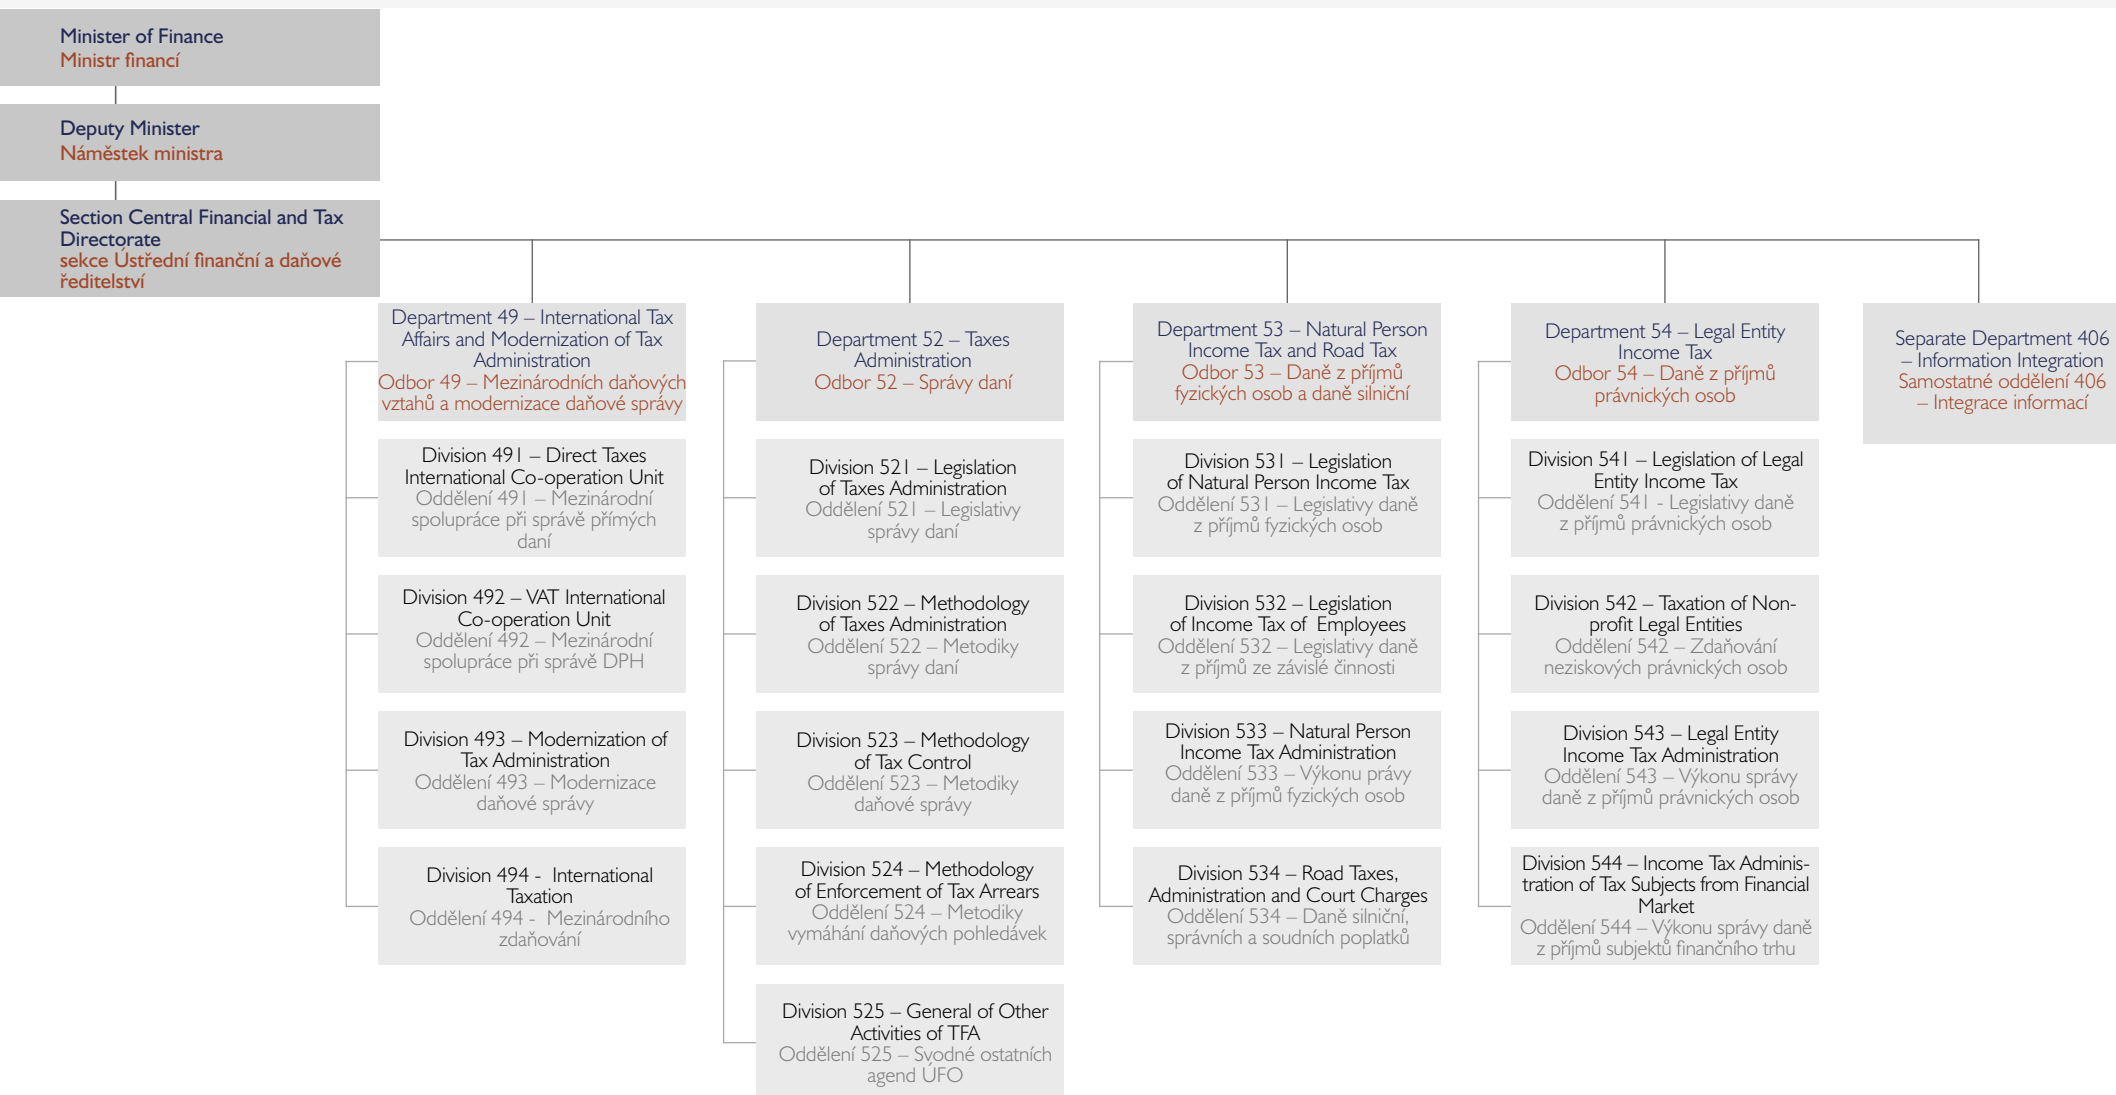 Minister of Finance
Ministr financí
Deputy Minister
Náměstek ministra
Section Central Financial and Tax
Directorate
sekce Ústřední finanční a daňové
ředitelství
Department 49 – International Tax
Affairs and Modernization of Tax
Administration
Odbor 49 – Mezinárodních daňových
vztahů a modernizace daňové správy
Division 491 – Direct Taxes
International Co-operation Unit
Oddělení 491 – Mezinárodní
spolupráce při správě přímých
daní
Division 492 – VAT International
Co-operation Unit
Oddělení 492 – Mezinárodní
spolupráce při správě DPH
Division 493 – Modernization of
Tax Administration
Oddělení 493 – Modernizace
daňové správy
Division 494 - International
Taxation
Oddělení 494 - Mezinárodního
zdaňování
Department 52 – Taxes
Administration
Odbor 52 – Správy daní
Division 521 – Legislation
of Taxes Administration
Oddělení 521 – Legislativy
správy daní
Division 522 – Methodology
of Taxes Administration
Oddělení 522 – Metodiky
správy daní
Division 523 – Methodology
of Tax Control
Oddělení 523 – Metodiky
daňové správy
Division 524 – Methodology
of Enforcement of Tax Arrears
Oddělení 524 – Metodiky
vymáhání daňových pohledávek
Division 525 – General of Other
Activities of TFA
Oddělení 525 – Svodné ostatních
agend ÚFO
Department 53 – Natural Person
Income Tax and Road Tax
Odbor 53 – Daně z příjmů
fyzických osob a daně silniční
Division 531 – Legislation
of Natural Person Income Tax
Oddělení 531 – Legislativy daně
z příjmů fyzických osob
Division 532 – Legislation
of Income Tax of Employees
Oddělení 532 – Legislativy daně
z příjmů ze závislé činnosti
Division 533 – Natural Person
Income Tax Administration
Oddělení 533 – Výkonu právy
daně z příjmů fyzických osob
Division 534 – Road Taxes,
Administration and Court Charges
Oddělení 534 – Daně silniční,
správních a soudních poplatků
Department 54 – Legal Entity
Income Tax
Odbor 54 – Daně z příjmů
právnických osob
Division 541 – Legislation of Legal
Entity Income Tax
Oddělení 541 - Legislativy daně
z příjmů právnických osob
Division 542 – Taxation of Non-
profit Legal Entities
Oddělení 542 – Zdaňování
neziskových právnických osob
Division 543 – Legal Entity
Income Tax Administration
Oddělení 543 – Výkonu správy
daně z příjmů právnických osob
Division 544 – Income Tax Adminis-
tration of Tax Subjects from Financial
Market
Oddělení 544 – Výkonu správy daně
z příjmů subjektů finančního trhu
Separate Department 406
– Information Integration
Samostatné oddělení 406
– Integrace informací